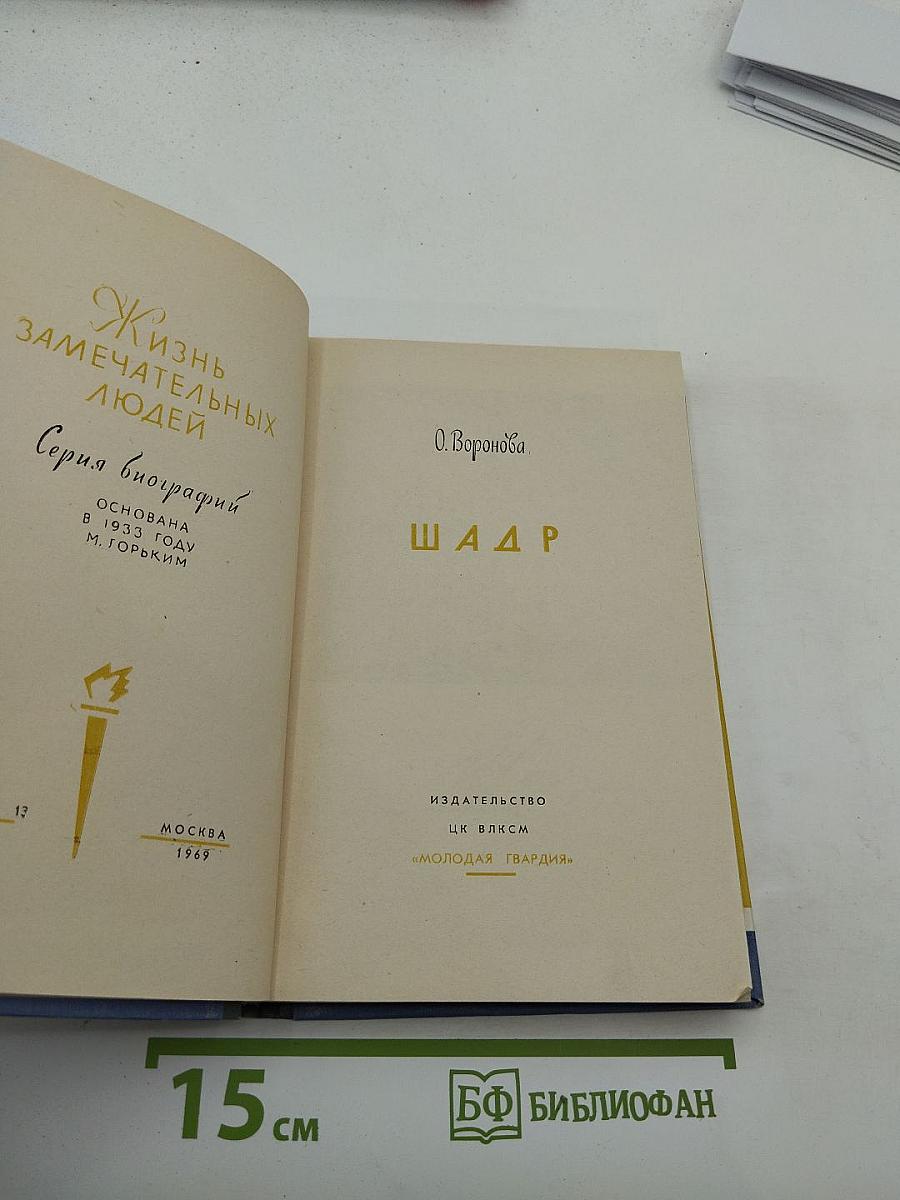 Жизнь
ЗАМЕЧАТЕЛЬНЫХ
ЛЮДЕЙ
Серия биографий
ОСНОВАНА
В 1933 ГОДУ
М. ГОРЬКИМ
13
МОСКВА
1969
О. Воронова
ШАДР
ИЗДАТЕЛЬСТВО
ЦК ВЛКСМ
«МОЛОДАЯ ГВАРДИЯ»
15 см
БФ БИБЛИОФАН